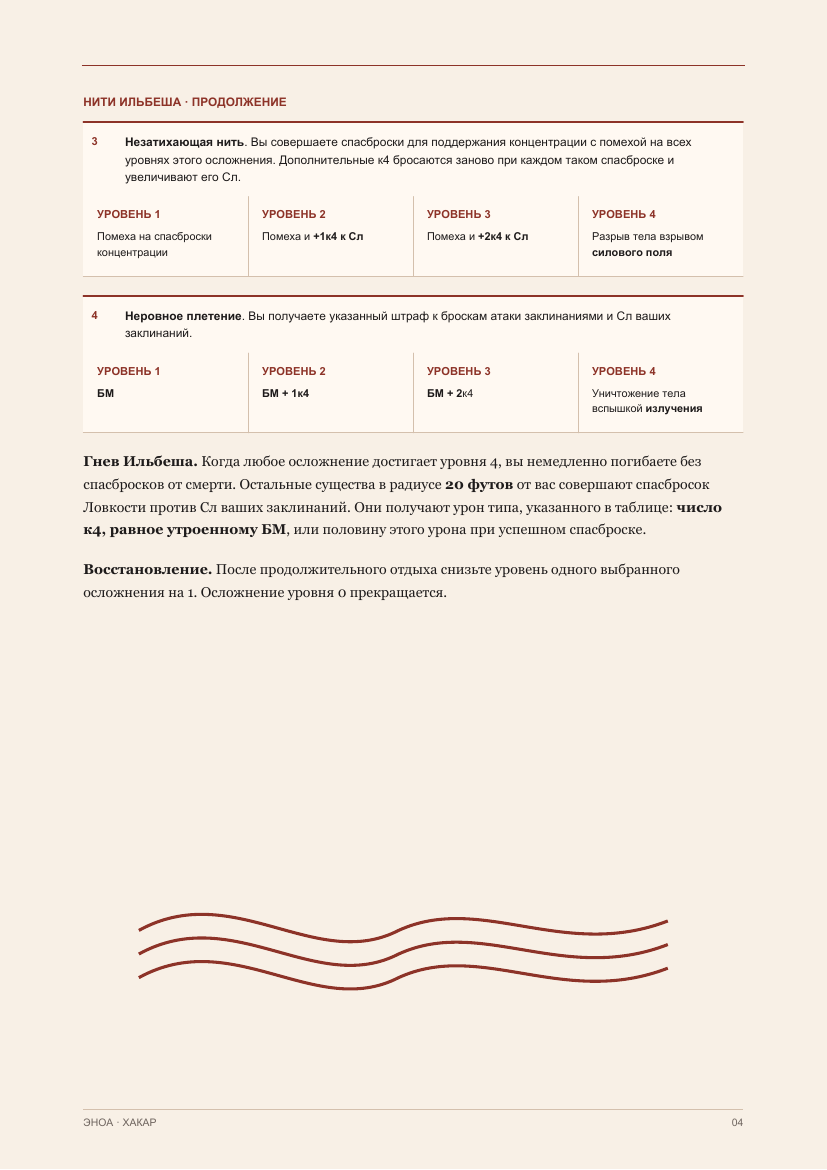 НИТИ ИЛЬБЕША · ПРОДОЛЖЕНИЕ
3
Незатихающая нить. Вы совершаете спасброски для поддержания концентрации с помехой на всех
уровнях этого осложнения. Дополнительные к4 бросаются заново при каждом таком спасброске и
увеличивают его Сл.
УРОВЕНЬ 1
Помеха на спасброски
концентрации
УРОВЕНЬ 2
Помеха и +1к4 к Сл
УРОВЕНЬ 3
Помеха и +2к4 к Сл
УРОВЕНЬ 4
Разрыв тела взрывом
силового поля
4
Неровное плетение. Вы получаете указанный штраф к броскам атаки заклинаниями и Сл ваших
заклинаний.
УРОВЕНЬ 1
БМ
УРОВЕНЬ 2
БМ + 1к4
УРОВЕНЬ 3
БМ + 2к4
УРОВЕНЬ 4
Уничтожение тела
вспышкой излучения
Гнев Ильбеша. Когда любое осложнение достигает уровня 4, вы немедленно погибаете без
спасбросков от смерти. Остальные существа в радиусе 20 футов от вас совершают спасбросок
Ловкости против Сл ваших заклинаний. Они получают урон типа, указанного в таблице: число
к4, равное утроенному БМ, или половину этого урона при успешном спасброске.
Восстановление. После продолжительного отдыха снизьте уровень одного выбранного
осложнения на 1. Осложнение уровня 0 прекращается.
ЭНОА · ХАКАР
04